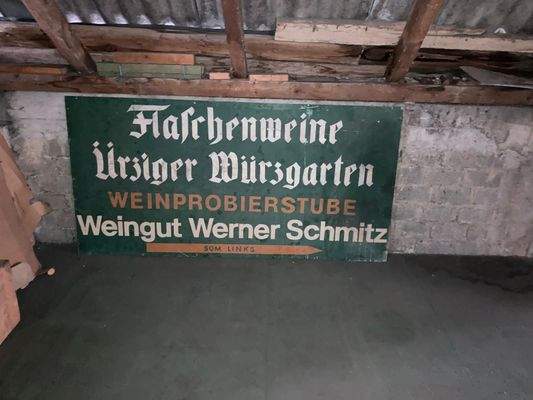 Flaſchenweine
Ürziger Würzgarten
WEINPROBIERSTUBE
Weingut Werner Schmitz
50M LINKS